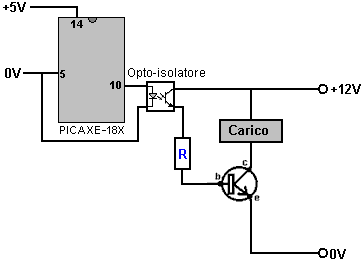 +5V
14
0V
5
10
Opto-isolatore
PICAXE-18X
+12V
Carico
R
c
b
e
0V